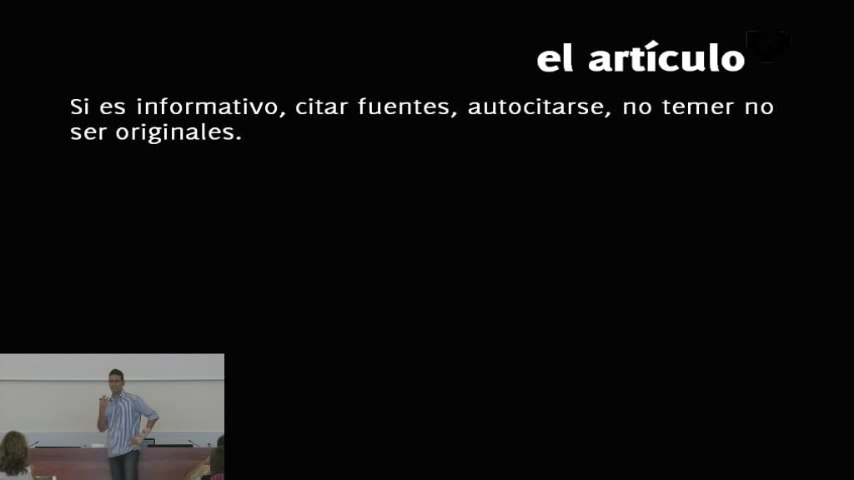 el artículo
Si es informativo, citar fuentes, autocitarse, no temer no
ser originales.